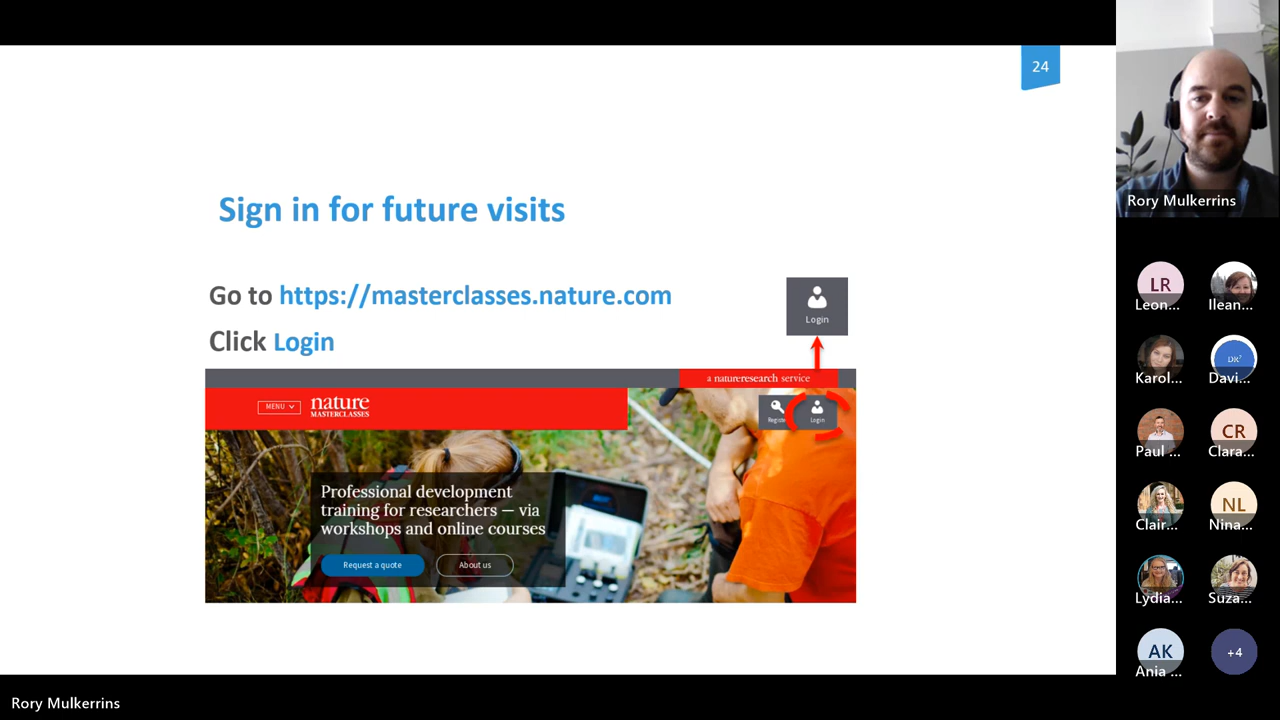 24
Sign in for future visits
Go to https://masterclasses.nature.com
Click Login
Login
a natureresearch service
MENU
nature
MASTERCLASSES
Register
Login
Professional development
training for researchers — via
workshops and online courses
Request a quote
About us
Rory Mulkerrins
LR
Leon...
Ilean...
Karol...
DR
Davi...
Paul ...
CR
Clara...
Clair...
NL
Nina...
Lydia...
Suza...
AK
Ania ...
+4
Rory Mulkerrins